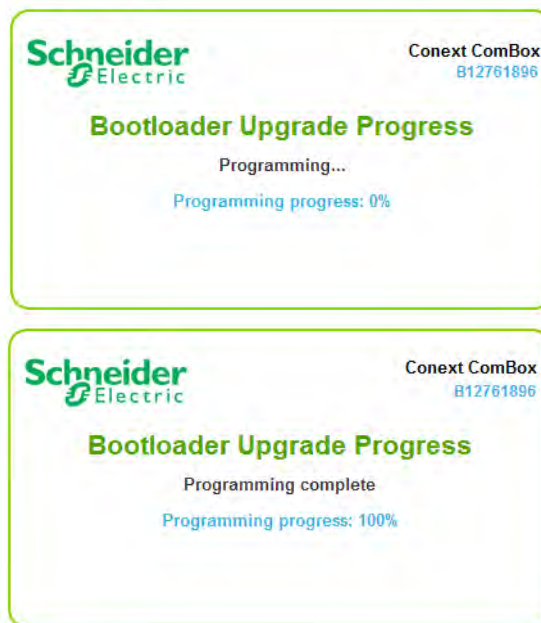 Schneider
Electric
Conext ComBox
B12761896
Bootloader Upgrade Progress
Programming...
Programming progress: 0%
Schneider
Electric
Conext ComBox
B12761896
Bootloader Upgrade Progress
Programming complete
Programming progress: 100%